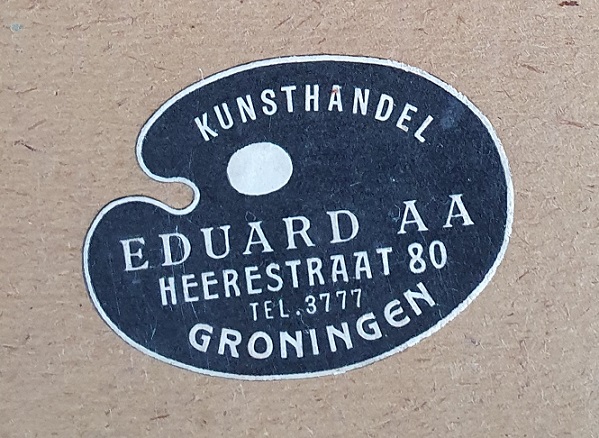 KUNSTHANDEL
EDUARD AA
HEERESTRAAT 80
TEL. 3777
GRONINGEN